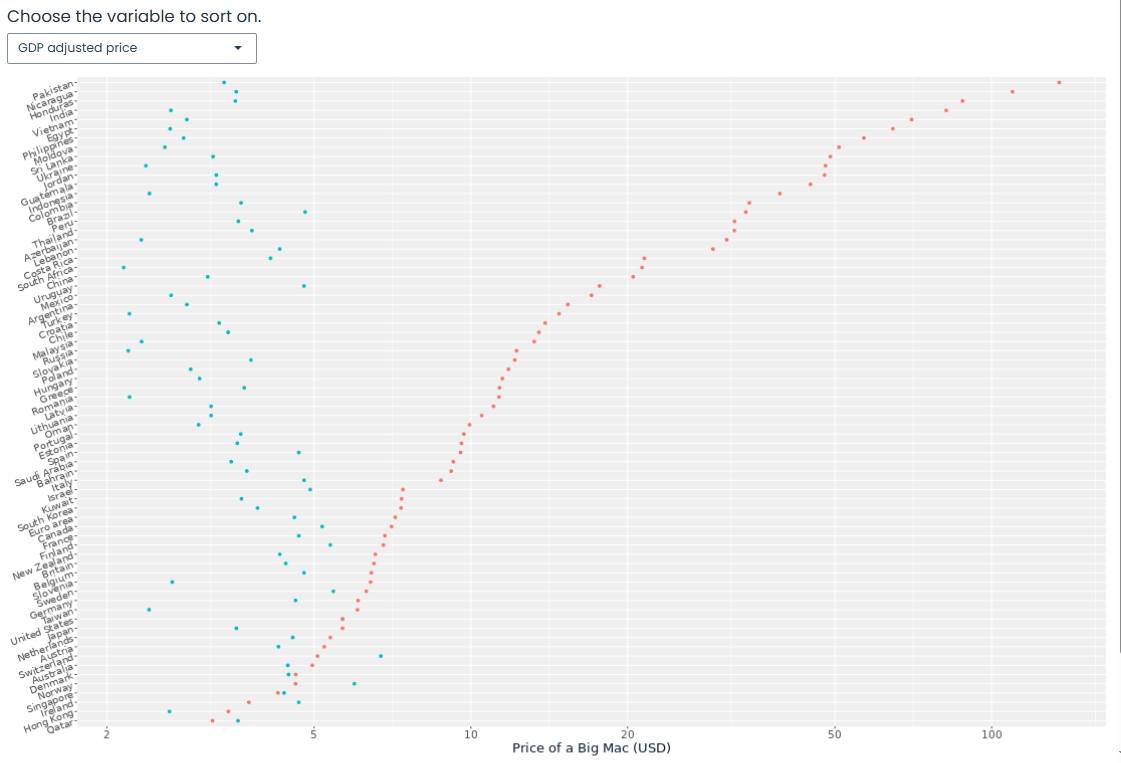 Choose the variable to sort on.
GDP adjusted price
Pakistan
Nicaragua
Honduras
India
Vietnam
Egypt
Philippines
Moldova
Sri Lanka
Ukraine
Jordan
Guatemala
Indonesia
Colombia
Brazil
Peru
Thailand
Azerbaijan
Lebanon
Costa Rica
South Africa
China
Uruguay
Mexico
Argentina
Turkey
Croatia
Chile
Malaysia
Russia
Slovakia
Poland
Hungary
Greece
Romania
Latvia
Lithuania
Oman
Portugal
Estonia
Spain
Saudi Arabia
Bahrain
Italy
Israel
Kuwait
South Korea
Euro area
Canada
France
Finland
New Zealand
Britain
Belgium
Slovenia
Sweden
Germany
Taiwan
United States
Japan
Netherlands
Austria
Switzerland
Australia
Denmark
Norway
Singapore
Ireland
Hong Kong
Qatar
2 5 10 20 50 100
Price of a Big Mac (USD)